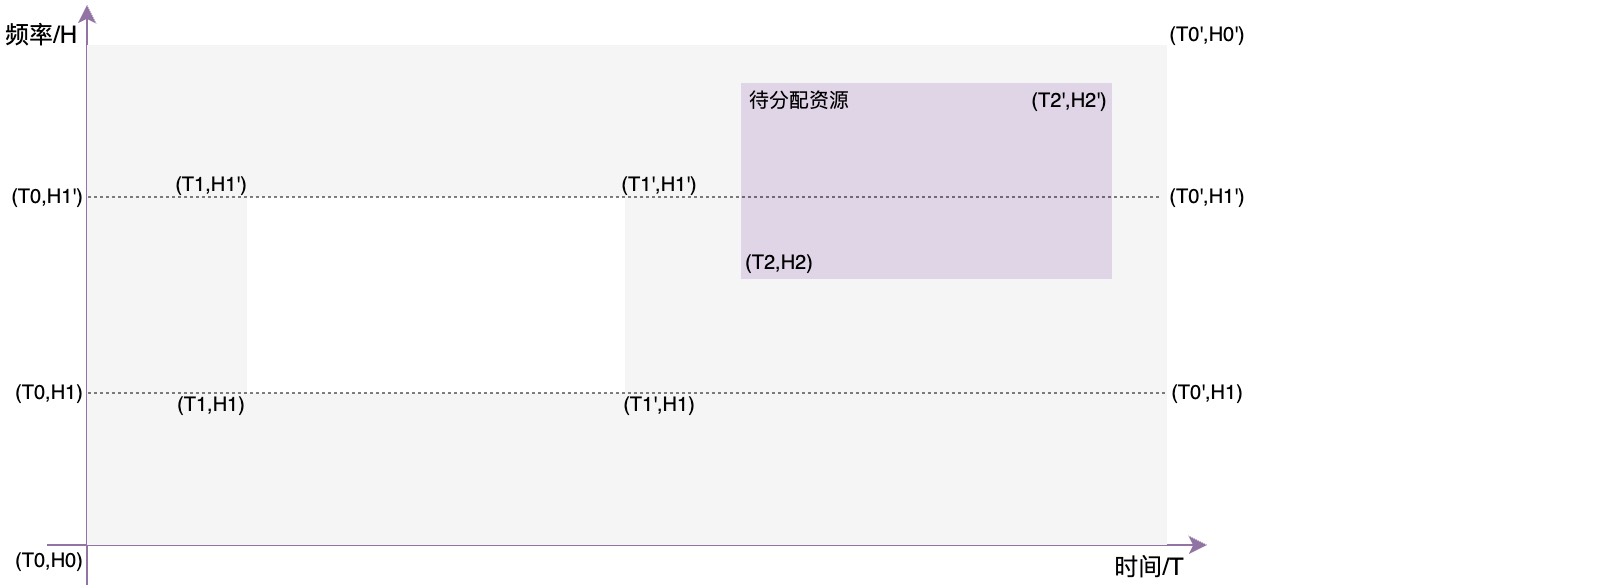 频率/H
(T0',H0')
待分配资源
(T2',H2')
(T1,H1')
(T1',H1')
(T0,H1')
(T0',H1')
(T2,H2)
(T0,H1)
(T0',H1)
(T1,H1)
(T1',H1)
(T0,H0)
时间/T